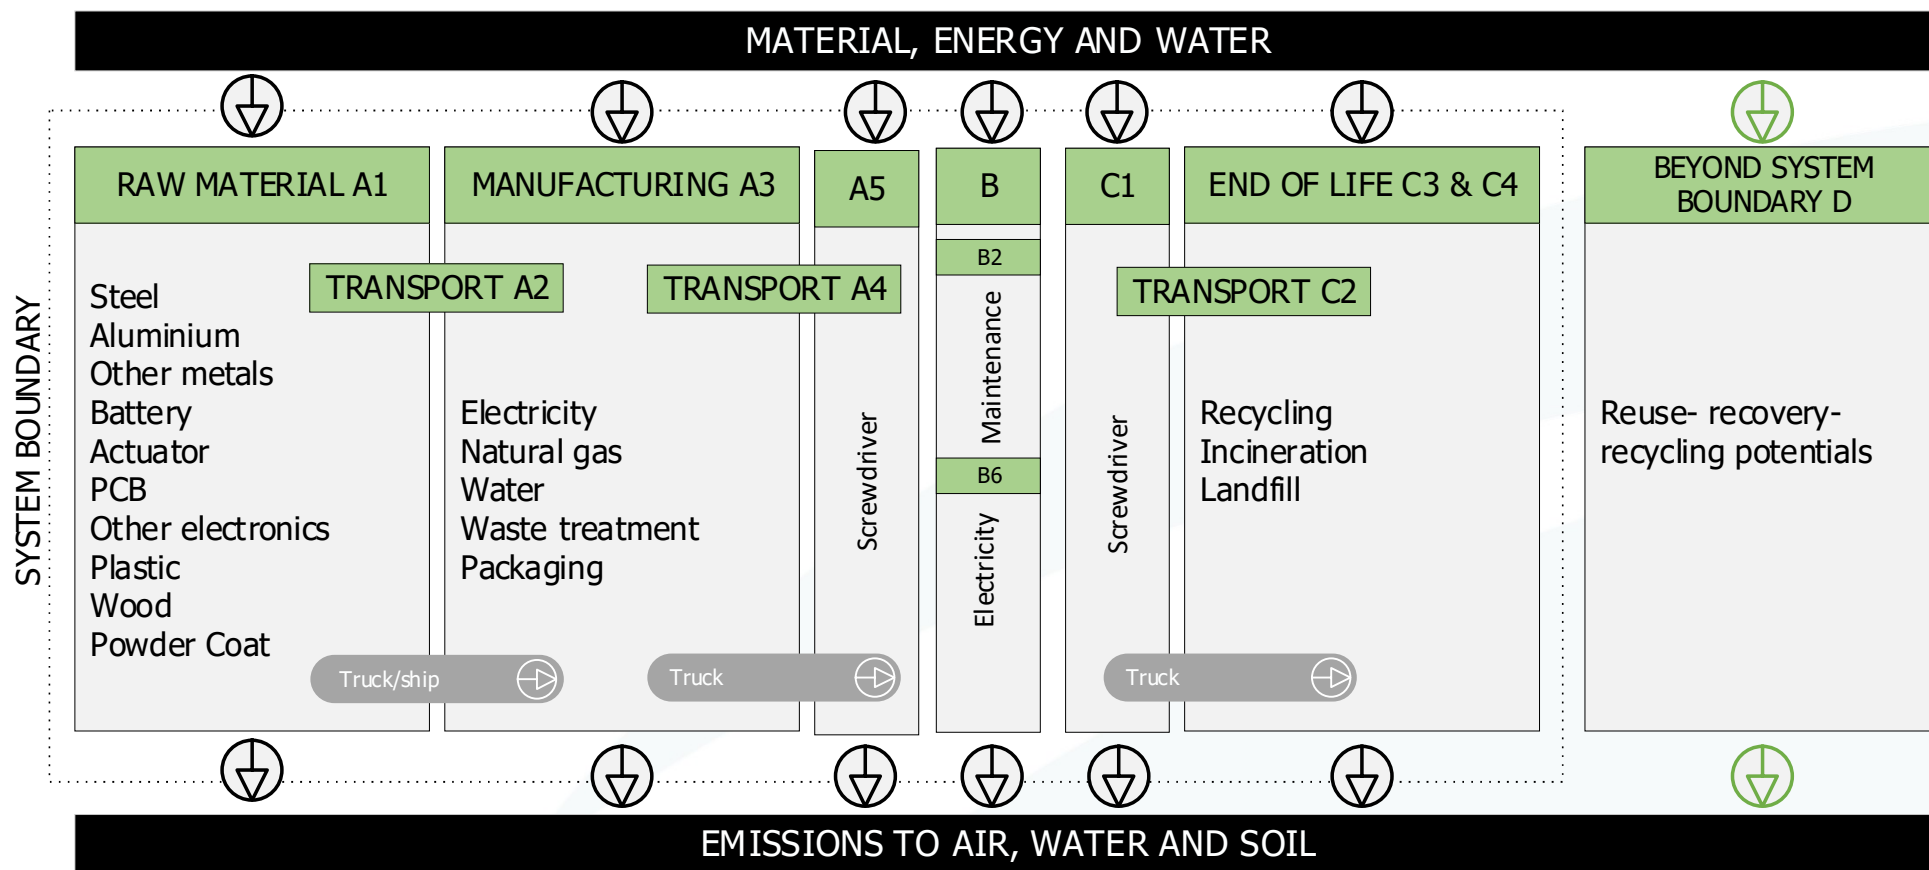 MATERIAL, ENERGY AND WATER
SYSTEM BOUNDARY
RAW MATERIAL A1
Steel
Aluminium
Other metals
Battery
Actuator
PCB
Other electronics
Plastic
Wood
Powder Coat
TRANSPORT A2
Truck/ship
MANUFACTURING A3
Electricity
Natural gas
Water
Waste treatment
Packaging
TRANSPORT A4
Truck
A5
Screwdriver
B
B2
Maintenance
B6
Electricity
C1
Screwdriver
TRANSPORT C2
Truck
END OF LIFE C3 & C4
Recycling
Incineration
Landfill
BEYOND SYSTEM
BOUNDARY D
Reuse- recovery-
recycling potentials
EMISSIONS TO AIR, WATER AND SOIL